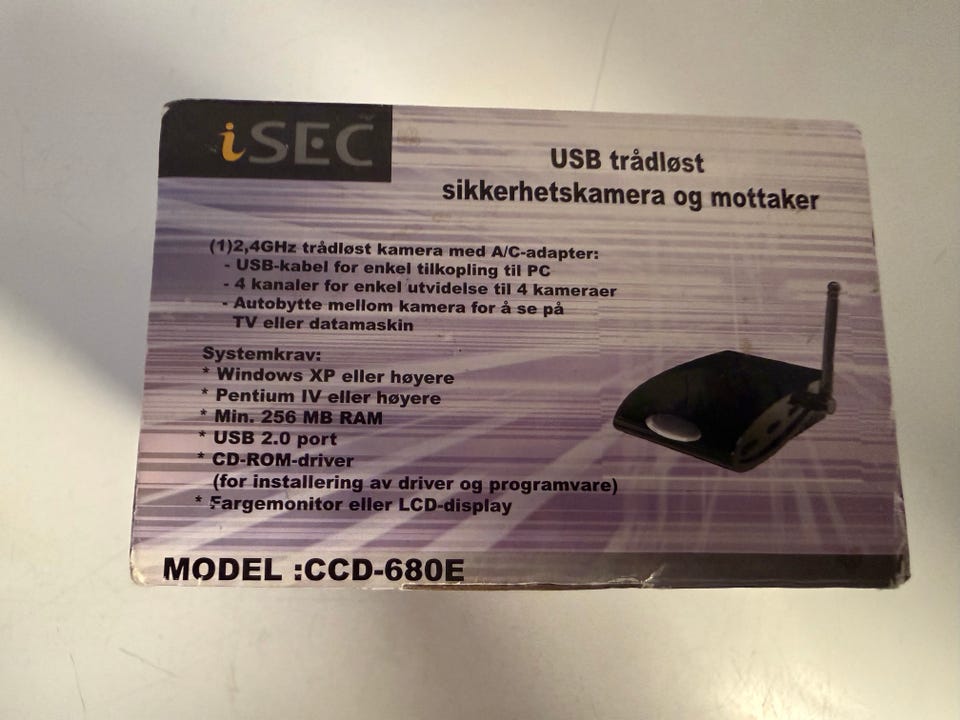 iSEC
USB trådløst
sikkerhetskamera og mottaker
(1)2,4GHz trådløst kamera med A/C-adapter:
- USB-kabel for enkel tilkopling til PC
- 4 kanaler for enkel utvidelse til 4 kameraer
- Autobytte mellom kamera for å se på
TV eller datamaskin
Systemkrav:
* Windows XP eller høyere
* Pentium IV eller høyere
* Min. 256 MB RAM
* USB 2.0 port
* CD-ROM-driver
(for installering av driver og programvare)
* Fargemonitor eller LCD-display
MODEL :CCD-680E